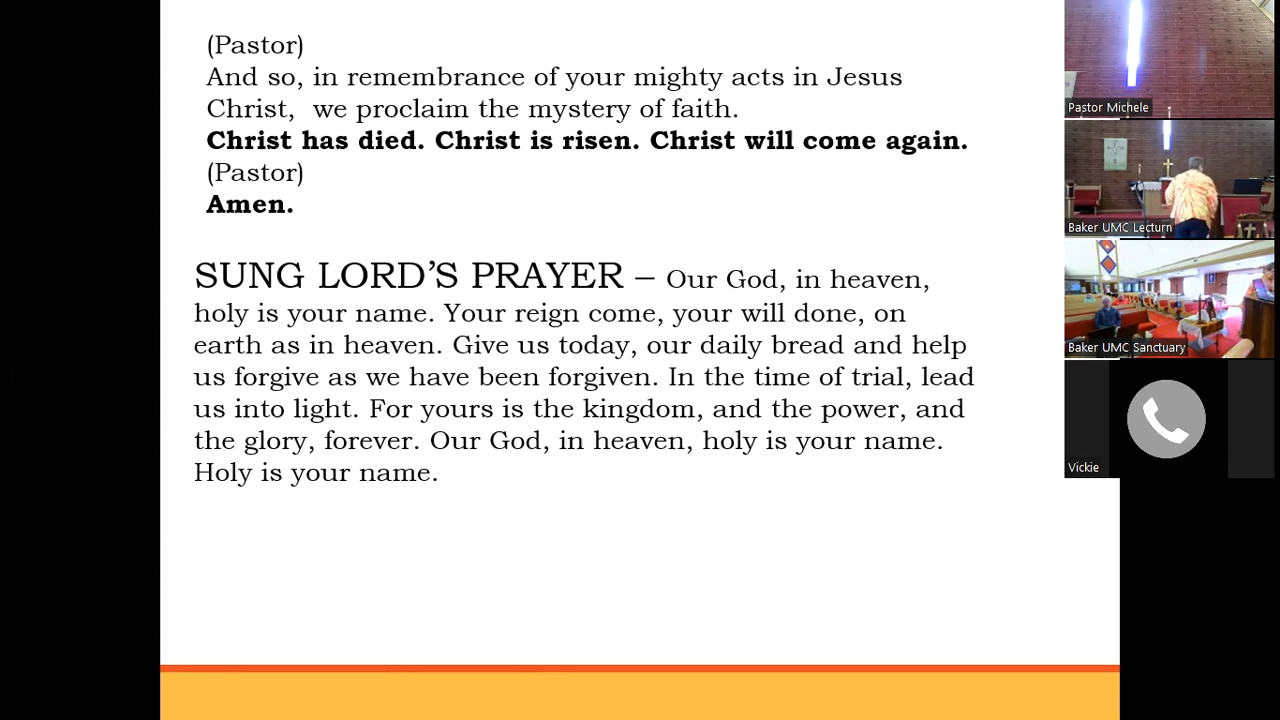 (Pastor)
And so, in remembrance of your mighty acts in Jesus
Christ,  we proclaim the mystery of faith.
Christ has died. Christ is risen. Christ will come again.
(Pastor)
Amen.
SUNG LORD’S PRAYER – Our God, in heaven,
holy is your name. Your reign come, your will done, on
earth as in heaven. Give us today, our daily bread and help
us forgive as we have been forgiven. In the time of trial, lead
us into light. For yours is the kingdom, and the power, and
the glory, forever. Our God, in heaven, holy is your name.
Holy is your name.
Pastor Michele
Baker UMC Lecturn
Baker UMC Sanctuary
Vickie